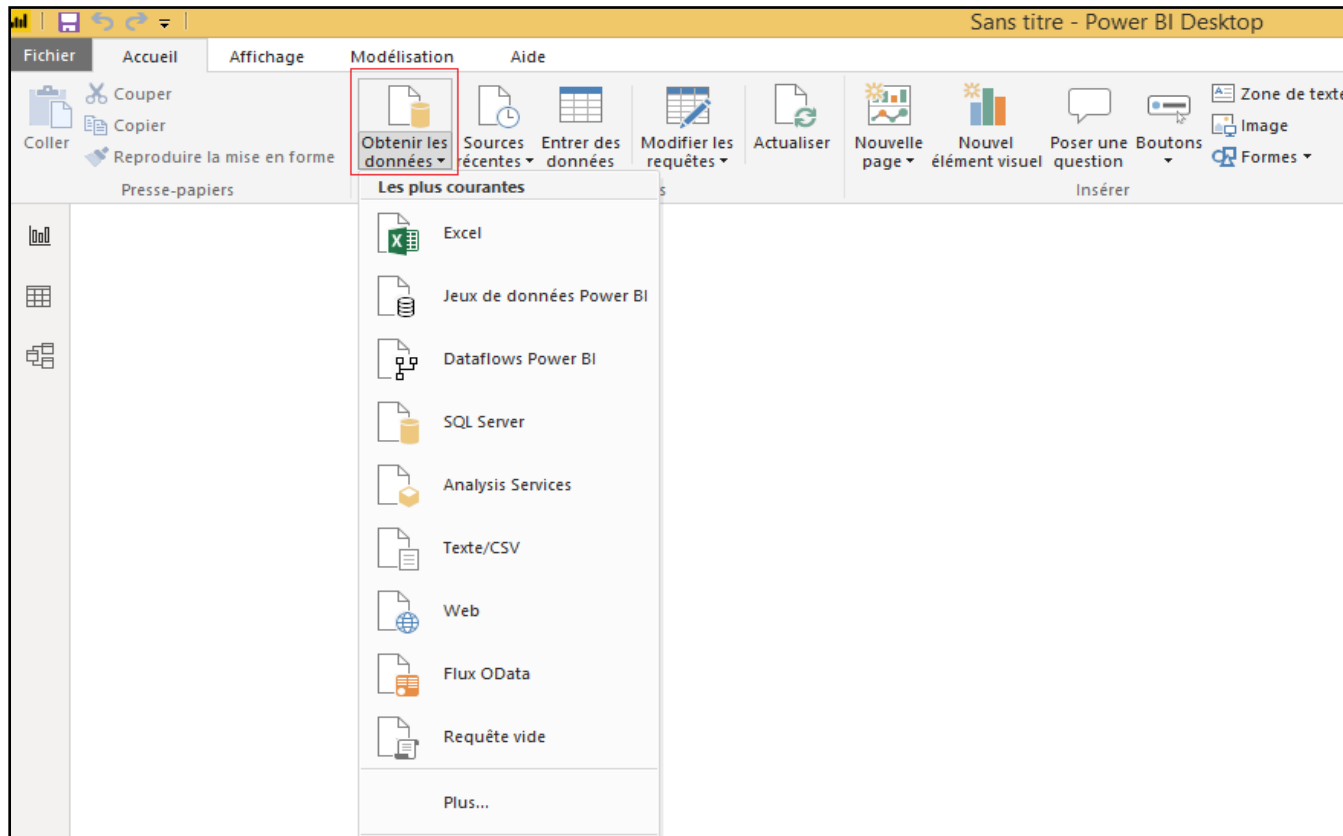 Sans titre - Power BI Desktop
Fichier Accueil Affichage Modélisation Aide
Coller
Couper
Copier
Reproduire la mise en forme
Presse-papiers
Obtenir les données
Sources récentes
Entrer des données
Modifier les requêtes
Actualiser
Nouvelle page
Nouvel élément visuel
Poser une question
Boutons
Zone de texte
Image
Formes
Insérer
Les plus courantes
Excel
Jeux de données Power BI
Dataflows Power BI
SQL Server
Analysis Services
Texte/CSV
Web
Flux OData
Requête vide
Plus...